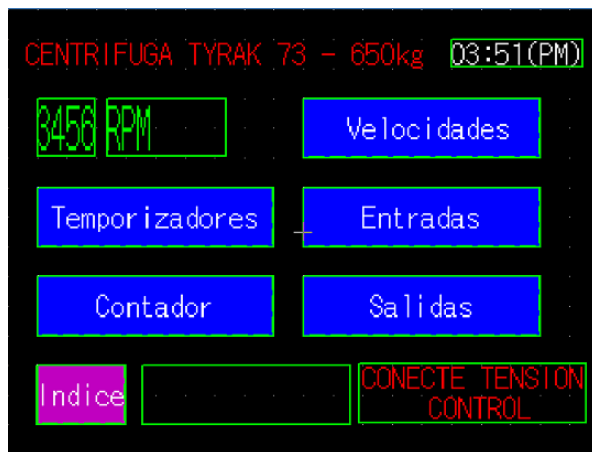 CENTRIFUGA TYRAK 73 - 650kg 03:51(PM)
3456 RPM Velocidades
Temporizadores Entradas
Contador Salidas
Indice CONECTE TENSION
CONTROL